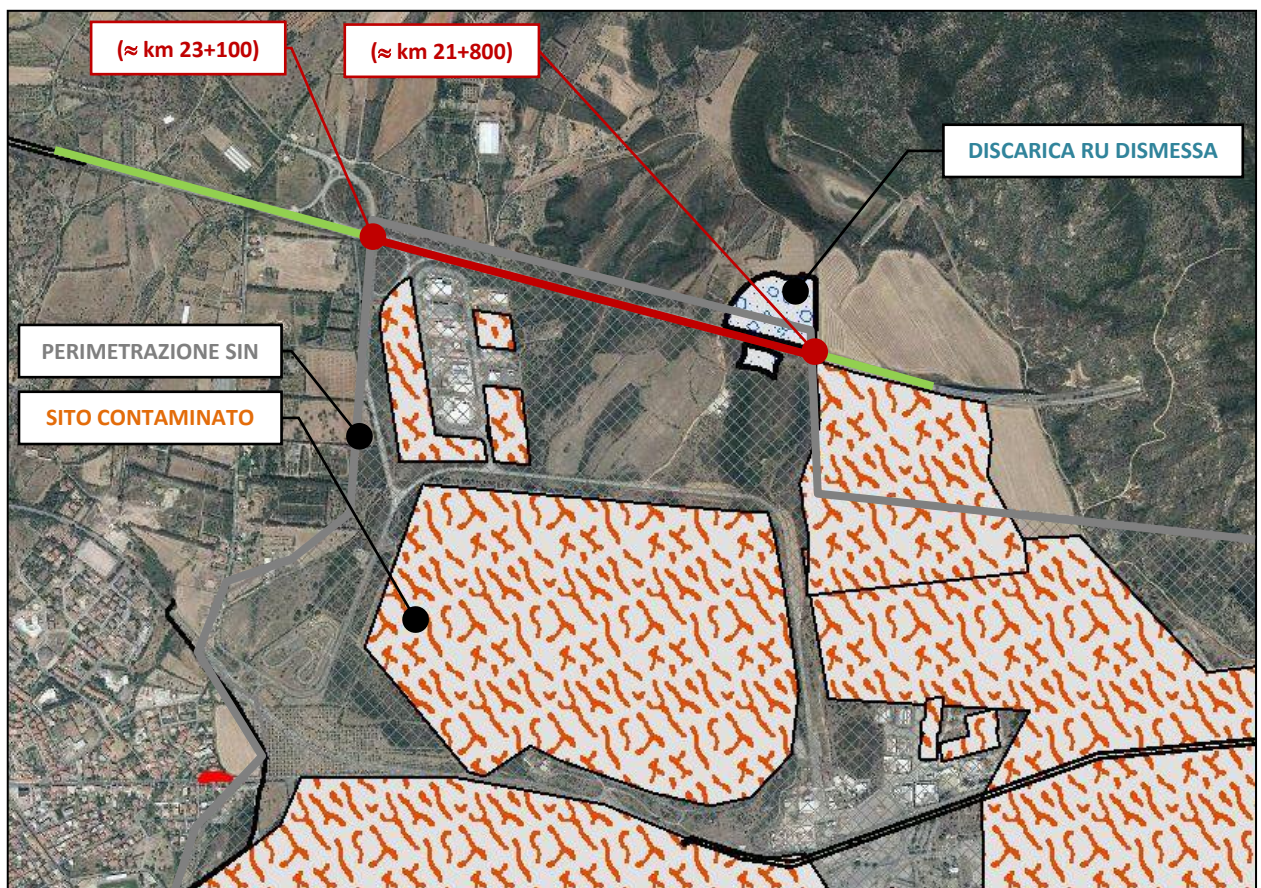 (≈ km 23+100)
(≈ km 21+800)
DISCARICA RU DISMESSA
PERIMETRAZIONE SIN
SITO CONTAMINATO